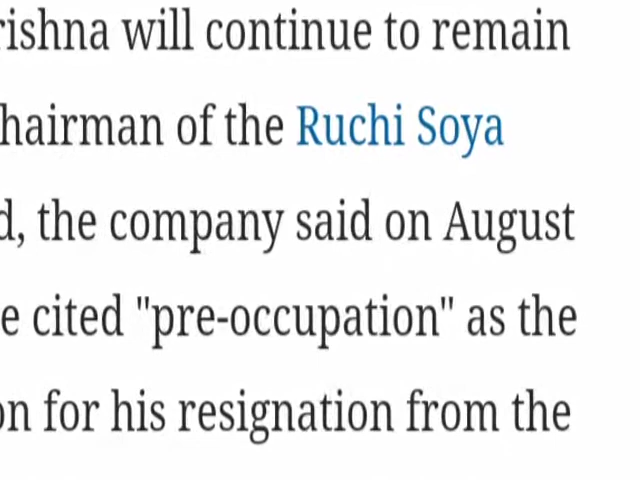 rishna will continue to remain
hairman of the Ruchi Soya
d, the company said on August
e cited "pre-occupation" as the
on for his resignation from the